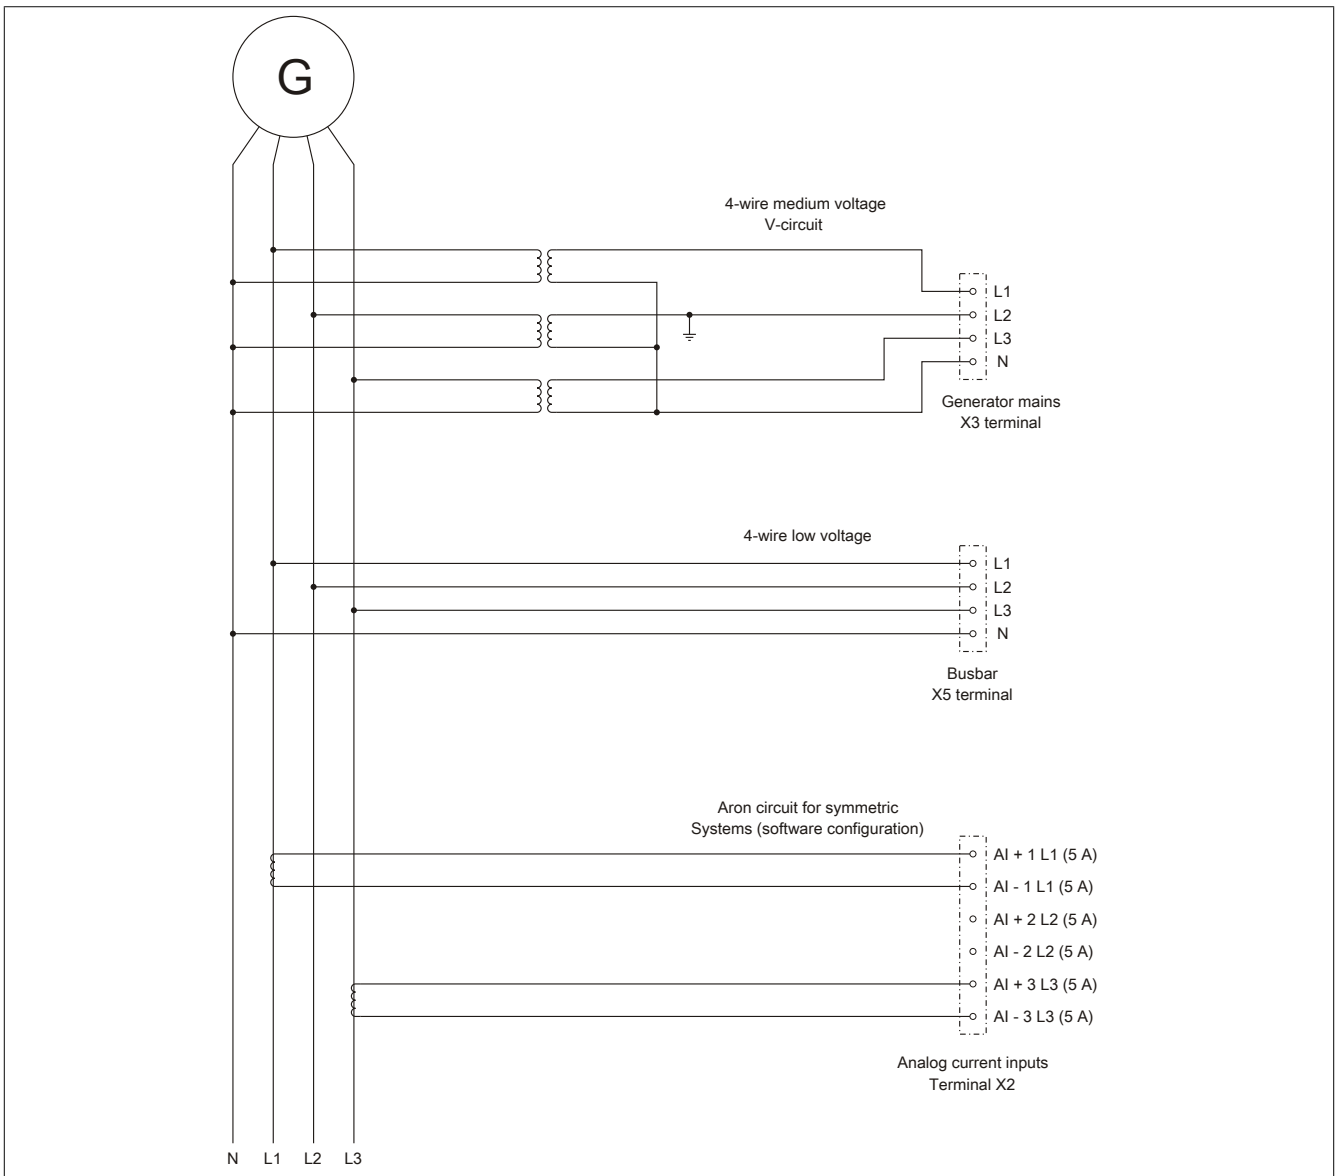 G
4-wire medium voltage
V-circuit
L1
L2
L3
N
Generator mains
X3 terminal
4-wire low voltage
L1
L2
L3
N
Busbar
X5 terminal
Aron circuit for symmetric
Systems (software configuration)
AI + 1 L1 (5 A)
AI - 1 L1 (5 A)
AI + 2 L2 (5 A)
AI - 2 L2 (5 A)
AI + 3 L3 (5 A)
AI - 3 L3 (5 A)
Analog current inputs
Terminal X2
N L1 L2 L3